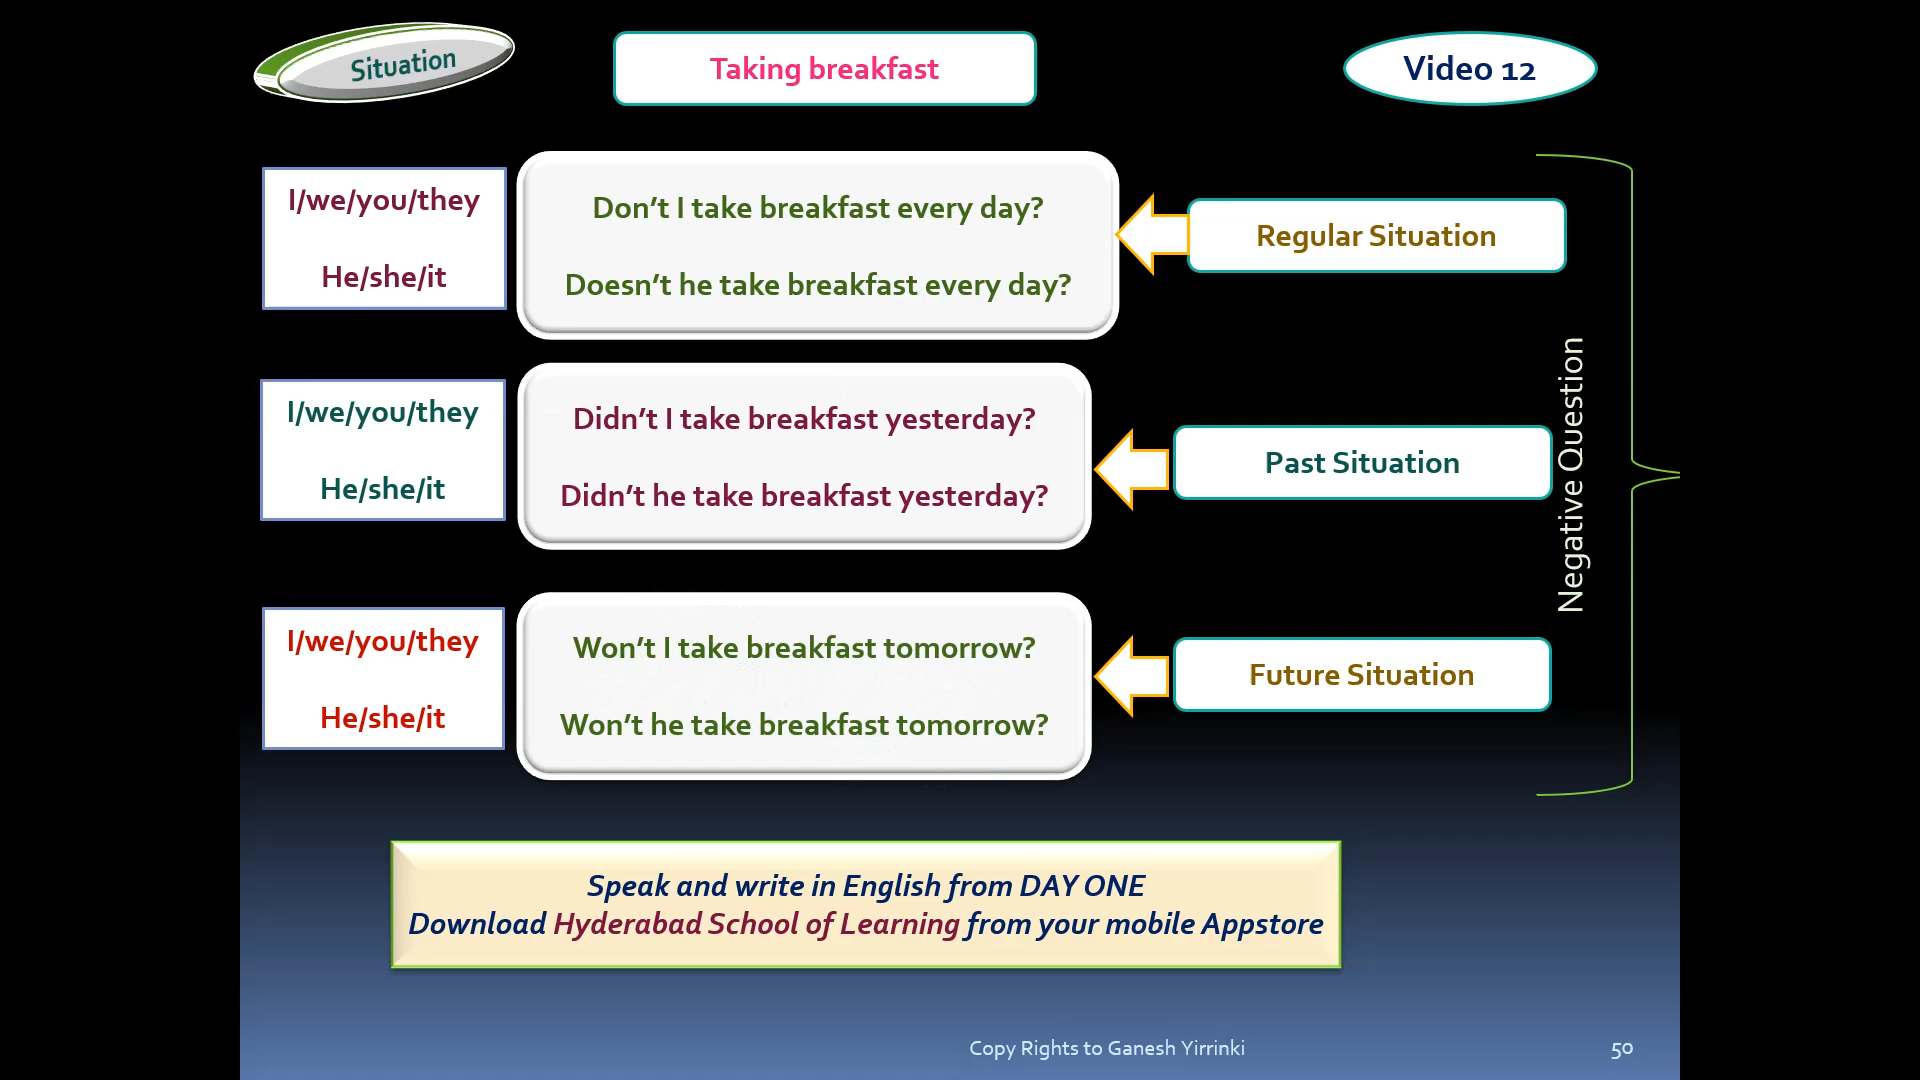 Situation
Taking breakfast
Video 12
I/we/you/they
He/she/it
Don’t I take breakfast every day?
Doesn’t he take breakfast every day?
Regular Situation
I/we/you/they
He/she/it
Didn’t I take breakfast yesterday?
Didn’t he take breakfast yesterday?
Past Situation
I/we/you/they
He/she/it
Won’t I take breakfast tomorrow?
Won’t he take breakfast tomorrow?
Future Situation
Negative Question
Speak and write in English from DAY ONE
Download Hyderabad School of Learning from your mobile Appstore
Copy Rights to Ganesh Yirrinki
50